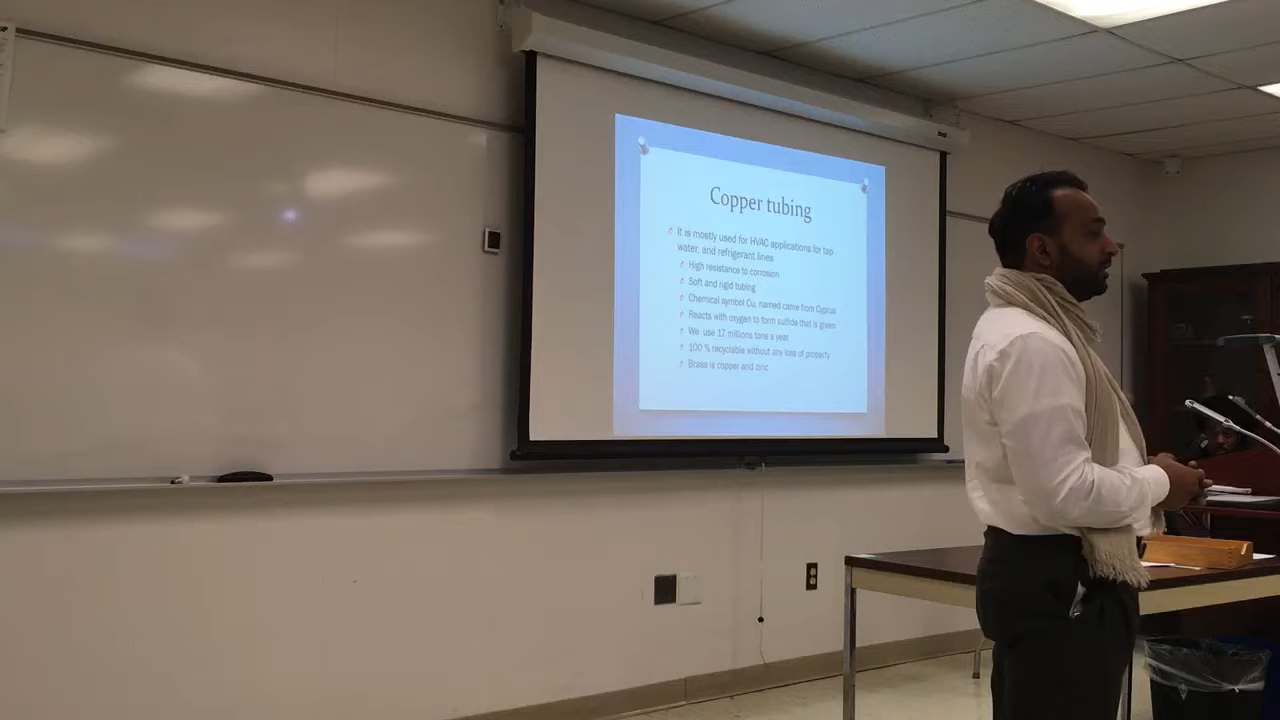 Copper tubing
It is mostly used for HVAC applications for tap
water, and refrigerant lines
High resistance to corrosion
Soft and rigid tubing
Chemical symbol Cu, named came from Cyprus
Reacts with oxygen to form sulfide that is green
We use 17 millions tons a year
100 % recyclable without any loss of property
Brass is copper and zinc